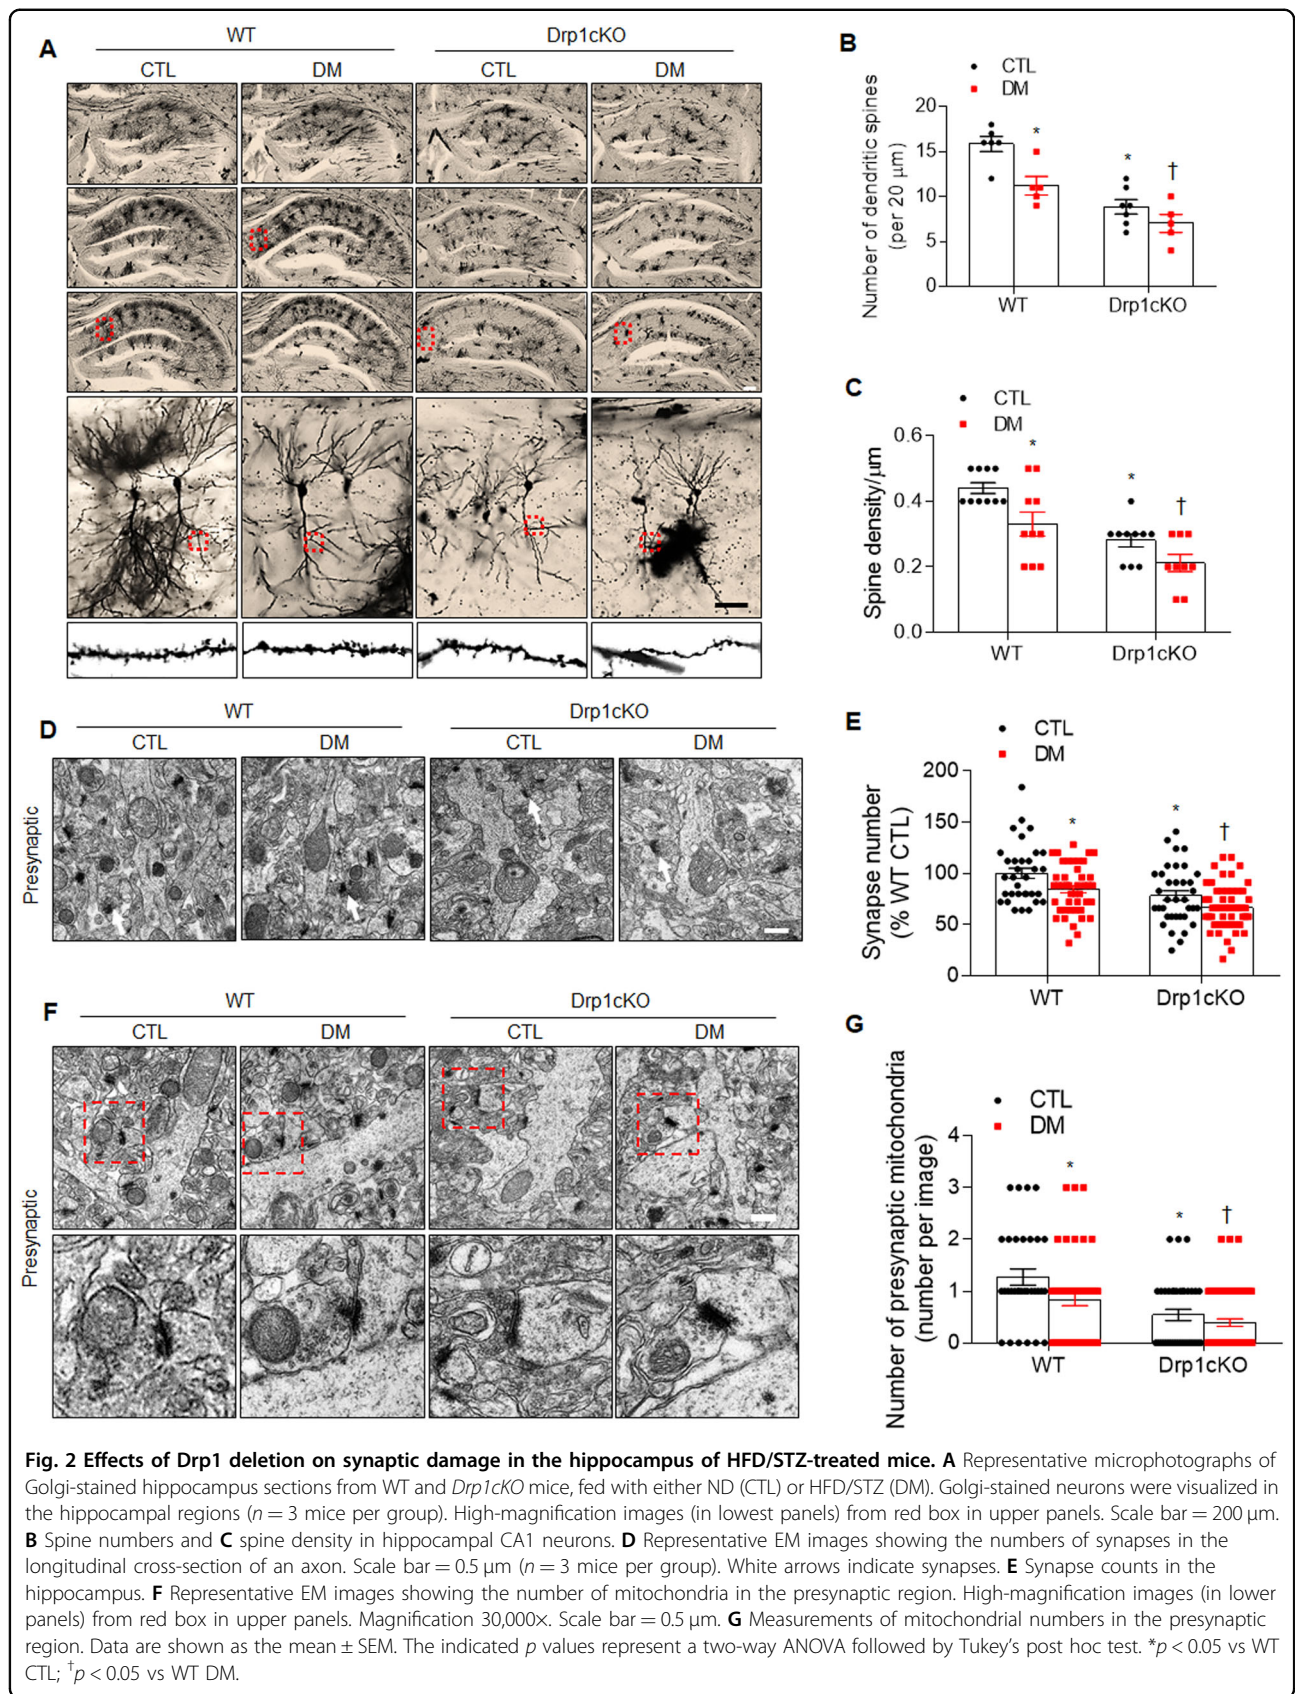 A
WT
Drp1cKO
CTL
DM
CTL
DM
B
CTL
DM
Number of dendritic spines
(per 20 μm)
20
15
10
5
0
*
*
†
WT
Drp1cKO
C
CTL
DM
Spine density/μm
0.6
0.4
0.2
0.0
*
*
†
WT
Drp1cKO
D
WT
Drp1cKO
CTL
DM
CTL
DM
Presynaptic
E
CTL
DM
Synapse number
(% WT CTL)
200
150
100
50
0
*
*
†
WT
Drp1cKO
F
WT
Drp1cKO
CTL
DM
CTL
DM
Presynaptic
G
CTL
DM
Number of presynaptic mitochondria
(number per image)
4
3
2
1
0
*
*
†
WT
Drp1cKO
Fig. 2 Effects of Drp1 deletion on synaptic damage in the hippocampus of HFD/STZ-treated mice. A Representative microphotographs of
Golgi-stained hippocampus sections from WT and Drp1cKO mice, fed with either ND (CTL) or HFD/STZ (DM). Golgi-stained neurons were visualized in
the hippocampal regions (n = 3 mice per group). High-magnification images (in lowest panels) from red box in upper panels. Scale bar = 200 μm.
B Spine numbers and C spine density in hippocampal CA1 neurons. D Representative EM images showing the numbers of synapses in the
longitudinal cross-section of an axon. Scale bar = 0.5 μm (n = 3 mice per group). White arrows indicate synapses. E Synapse counts in the
hippocampus. F Representative EM images showing the number of mitochondria in the presynaptic region. High-magnification images (in lower
panels) from red box in upper panels. Magnification 30,000×. Scale bar = 0.5 μm. G Measurements of mitochondrial numbers in the presynaptic
region. Data are shown as the mean ± SEM. The indicated p values represent a two-way ANOVA followed by Tukey's post hoc test. *p < 0.05 vs WT
CTL; †p < 0.05 vs WT DM.